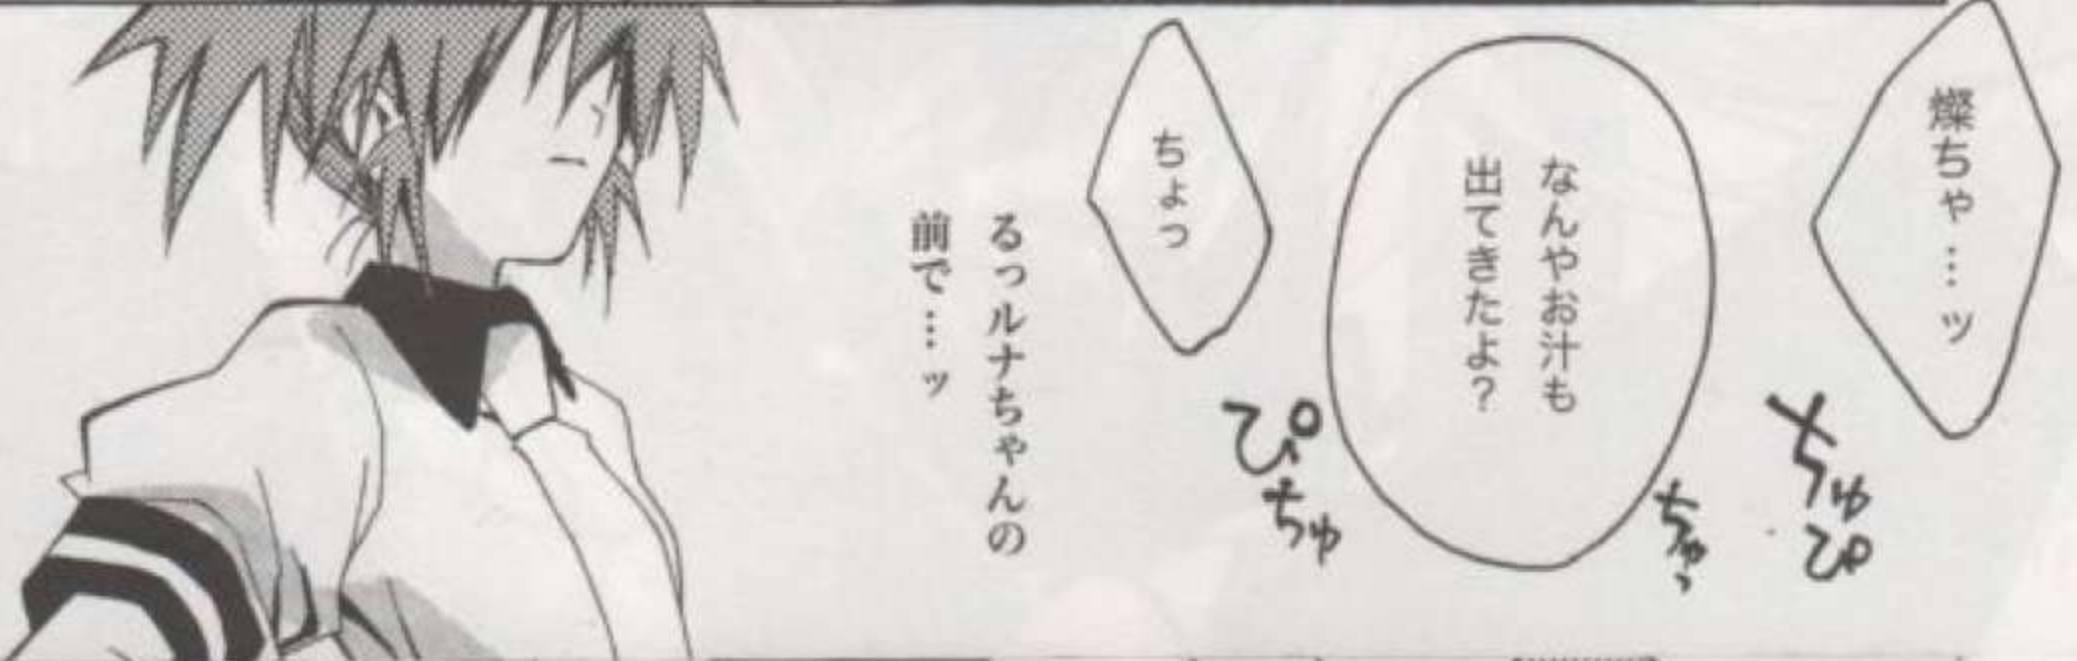 燦ちゃ…ッ
なんやお汁も
出てきたよ？
ちょっ
るっルナちゃんの
前で…ッ
ちゅぴ
ちゅっ
ぴちゅ